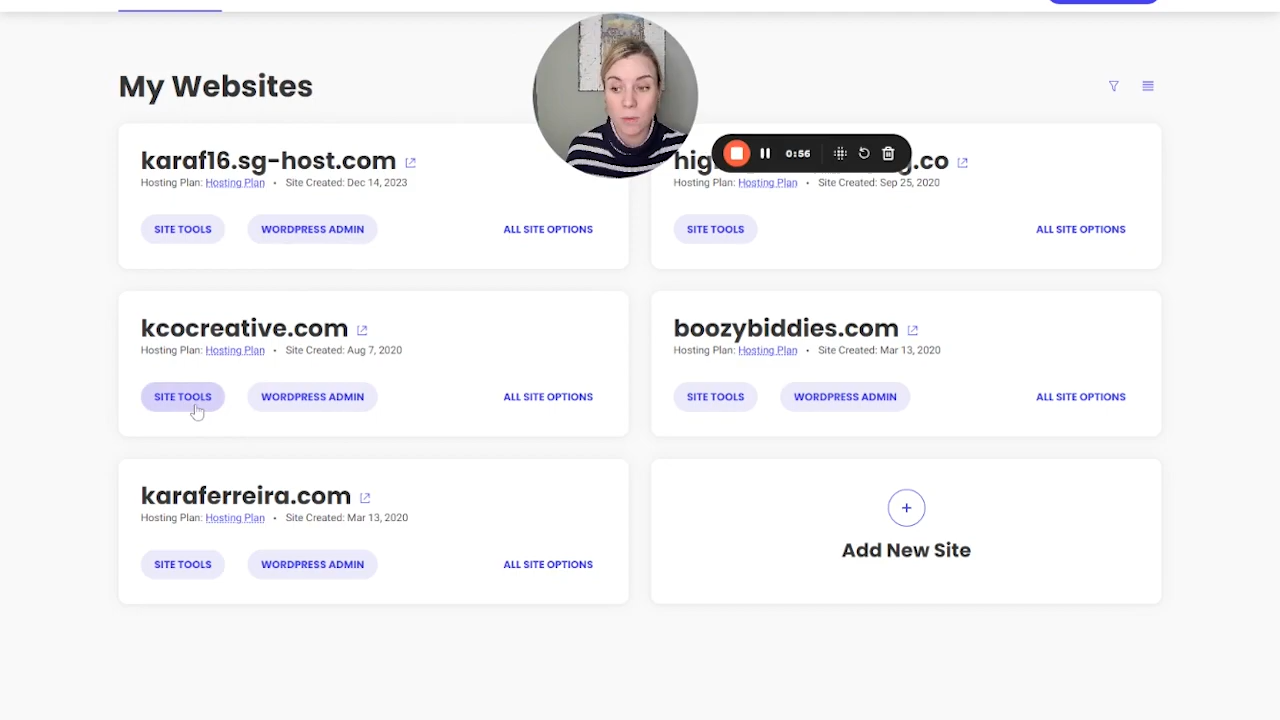 My Websites
karaf16.sg-host.com
Hosting Plan: Hosting Plan • Site Created: Dec 14, 2023
SITE TOOLS WORDPRESS ADMIN ALL SITE OPTIONS
0:56
.co
Hosting Plan: Hosting Plan • Site Created: Sep 25, 2020
SITE TOOLS ALL SITE OPTIONS
kcocreative.com
Hosting Plan: Hosting Plan • Site Created: Aug 7, 2020
SITE TOOLS WORDPRESS ADMIN ALL SITE OPTIONS
boozybiddies.com
Hosting Plan: Hosting Plan • Site Created: Mar 13, 2020
SITE TOOLS WORDPRESS ADMIN ALL SITE OPTIONS
karaferreira.com
Hosting Plan: Hosting Plan • Site Created: Mar 13, 2020
SITE TOOLS WORDPRESS ADMIN ALL SITE OPTIONS
+
Add New Site